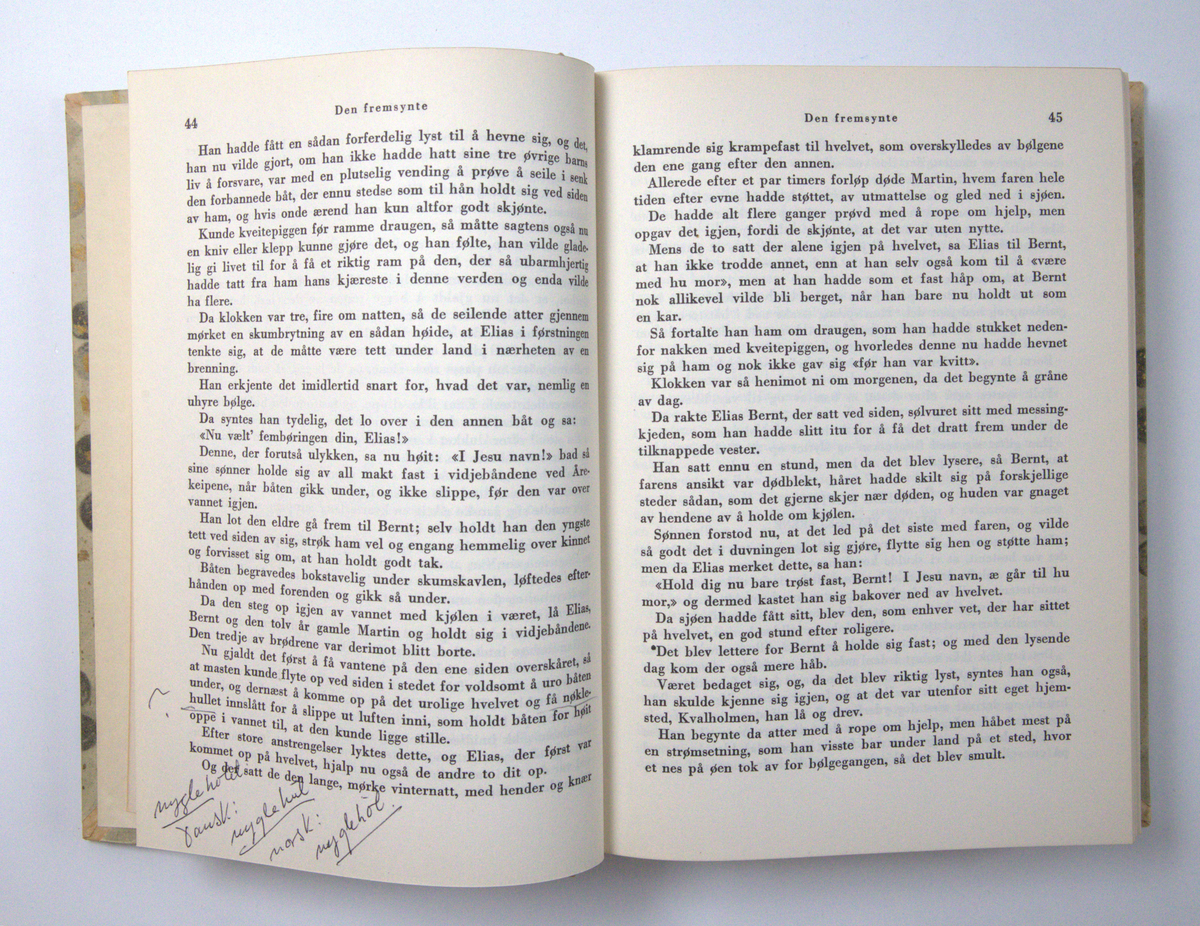 44
Den fremsynte
Han hadde fått en sådan forferdelig lyst til å hevne sig, og det,
han nu vilde gjort, om han ikke hadde hatt sine tre øvrige barns
liv å forsvare, var med en plutselig vending å prøve å seile i senk
den forbannede båt, der ennu stedse som til hån holdt sig ved siden
av ham, og hvis onde ærend han kun altfor godt skjønte.
Kunde kveitepiggen før ramme draugen, så måtte sagtens også nu
en kniv eller klepp kunne gjøre det, og han følte, han vilde glade-
lig gi livet til for å få et riktig ram på den, der så ubarmhjertig
hadde tatt fra ham hans kjæreste i denne verden og enda vilde
ha flere.
Da klokken var tre, fire om natten, så de seilende atter gjennem
mørket en skumbrytning av en sådan høide, at Elias i førstningen
tenkte sig, at de måtte være tett under land i nærheten av en
brenning.
Han erkjente det imidlertid snart for, hvad det var, nemlig en
uhyre bølge.
Da syntes han tydelig, det lo over i den annen båt og sa:
«Nu vælt' fembøringen din, Elias!»
Denne, der forutså ulykken, sa nu høit: «I Jesu navn!» bad så
sine sønner holde sig av all makt fast i vidjebåndene ved Åre-
keipene, når båten gikk under, og ikke slippe, før den var over
vannet igjen.
Han lot den eldre gå frem til Bernt; selv holdt han den yngste
tett ved siden av sig, strøk ham vel og engang hemmelig over kinnet
og forvisset sig om, at han holdt godt tak.
Båten begravedes bokstavelig under skumskavlen, løftedes efter-
hånden op med forenden og gikk så under.
Da den steg op igjen av vannet med kjølen i været, lå Elias,
Bernt og den tolv år gamle Martin og holdt sig i vidjebåndene.
Den tredje av brødrene var derimot blitt borte.
Nu gjaldt det først å få vantene på den ene siden overskåret, så
at masten kunde flyte op ved siden i stedet for voldsomt å uro båten
under, og dernæst å komme op på det urolige hvelvet og få nøkle-
hullet innslått for å slippe ut luften inni, som holdt båten for høit
oppe i vannet til, at den kunde ligge stille.
Efter store anstrengelser lyktes dette, og Elias, der først var
kommet op på hvelvet, hjalp nu også de andre to dit op.
Og der satt de den lange, mørke vinternatt, med hender og knær
?
nyglehold
Dansk:
nyglehul
norsk:
nyglehol.
Den fremsynte
45
klamrende sig krampefast til hvelvet, som overskylledes av bølgene
den ene gang efter den annen.
Allerede efter et par timers forløp døde Martin, hvem faren hele
tiden efter evne hadde støttet, av utmattelse og gled ned i sjøen.
De hadde alt flere ganger prøvd med å rope om hjelp, men
opgav det igjen, fordi de skjønte, at det var uten nytte.
Mens de to satt der alene igjen på hvelvet, sa Elias til Bernt,
at han ikke trodde annet, enn at han selv også kom til å «være
med hu mor», men at han hadde som et fast håp om, at Bernt
nok allikevel vilde bli berget, når han bare nu holdt ut som
en kar.
Så fortalte han ham om draugen, som han hadde stukket neden-
for nakken med kveitepiggen, og hvorledes denne nu hadde hevnet
sig på ham og nok ikke gav sig «før han var kvitt».
Klokken var så henimot ni om morgenen, da det begynte å gråne
av dag.
Da rakte Elias Bernt, der satt ved siden, sølvuret sitt med messing-
kjeden, som han hadde slitt itu for å få det dratt frem under de
tilknappede vester.
Han satt ennu en stund, men da det blev lysere, så Bernt, at
farens ansikt var dødblekt, håret hadde skilt sig på forskjellige
steder sådan, som det gjerne skjer nær døden, og huden var gnaget
av hendene av å holde om kjølen.
Sønnen forstod nu, at det led på det siste med faren, og vilde
så godt det i duvningen lot sig gjøre, flytte sig hen og støtte ham;
men da Elias merket dette, sa han:
«Hold dig nu bare trøst fast, Bernt! I Jesu navn, æ går til hu
mor,» og dermed kastet han sig bakover ned av hvelvet.
Da sjøen hadde fått sitt, blev den, som enhver vet, der har sittet
på hvelvet, en god stund efter roligere.
Det blev lettere for Bernt å holde sig fast; og med den lysende
dag kom der også mere håb.
Været bedaget sig, og, da det blev riktig lyst, syntes han også,
han skulde kjenne sig igjen, og at det var utenfor sitt eget hjem-
sted, Kvalholmen, han lå og drev.
Han begynte da atter med å rope om hjelp, men håbet mest på
en strømsetning, som han visste bar under land på et sted, hvor
et nes på øen tok av for bølgegangen, så det blev smult.